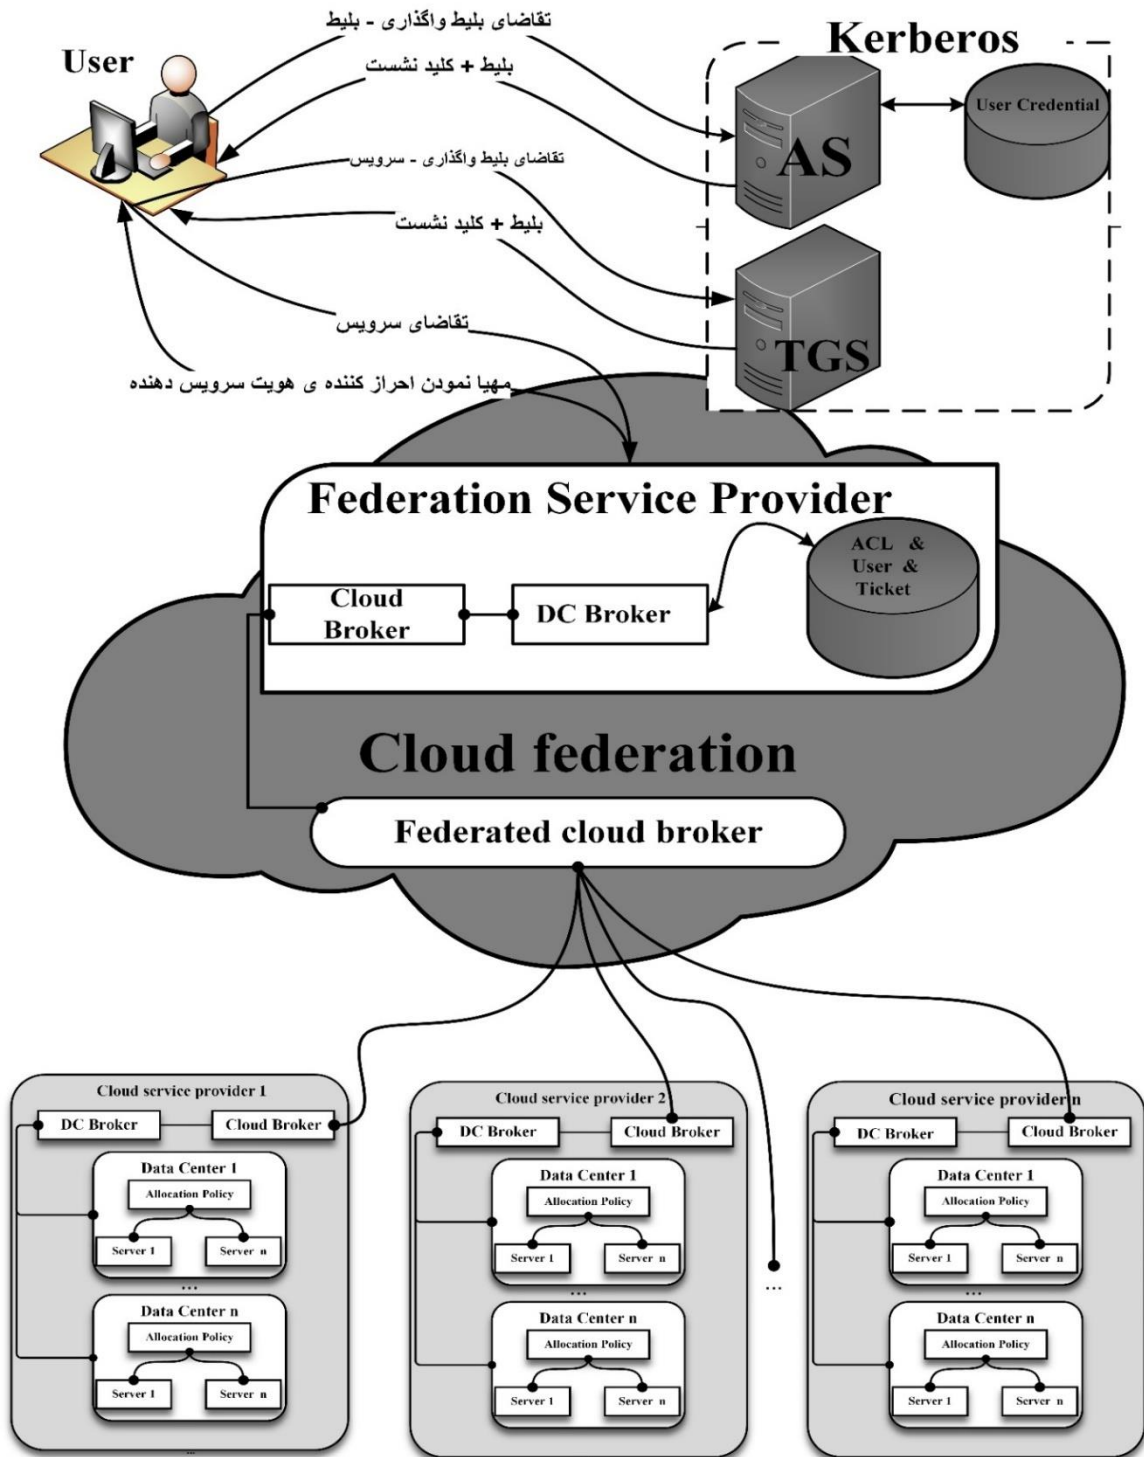 Kerberos
User
تقاضای بلیط واگذاری - بلیط
بلیط + کلید نشست
تقاضای بلیط واگذاری - سرویس
بلیط + کلید نشست
تقاضای سرویس
مهیا نمودن احراز کننده ی هویت سرویس دهنده
AS
User Credential
TGS
Federation Service Provider
Cloud
Broker
DC Broker
ACL &
User &
Ticket
Cloud federation
Federated cloud broker
Cloud service provider 1
DC Broker
Cloud Broker
Data Center 1
Allocation Policy
Server 1
Server n
...
Data Center n
Allocation Policy
Server 1
Server n
...
Cloud service provider 2
DC Broker
Cloud Broker
Data Center 1
Allocation Policy
Server 1
Server n
...
Data Center n
Allocation Policy
Server 1
Server n
...
Cloud service provider n
DC Broker
Cloud Broker
Data Center 1
Allocation Policy
Server 1
Server n
...
Data Center n
Allocation Policy
Server 1
Server n